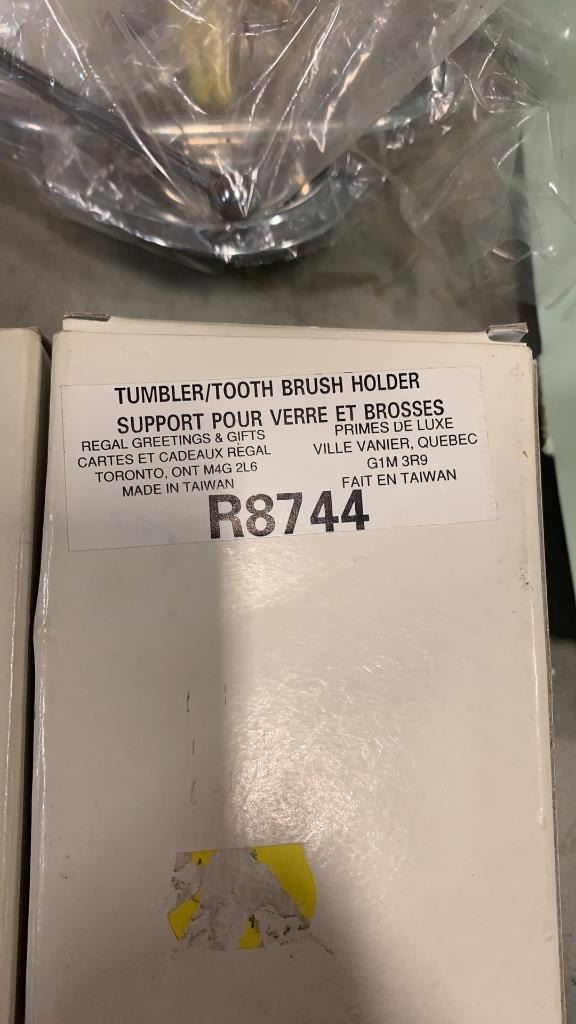 TUMBLER/TOOTH BRUSH HOLDER
SUPPORT POUR VERRE ET BROSSES
REGAL GREETINGS & GIFTS
CARTES ET CADEAUX REGAL
TORONTO, ONT M4G 2L6
MADE IN TAIWAN
PRIMES DE LUXE
VILLE VANIER, QUEBEC
G1M 3R9
FAIT EN TAIWAN
R8744